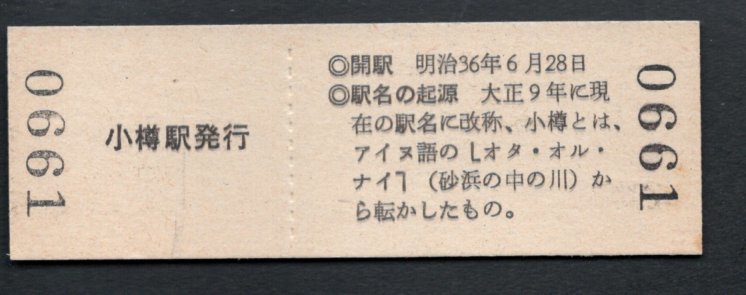 0661
小樽駅発行
◎開駅　明治36年6月28日
◎駅名の起源　大正9年に現
在の駅名に改称、小樽とは、
アイヌ語の「オタ・オル・
ナイ」（砂浜の中の川）か
ら転かしたもの。
0661